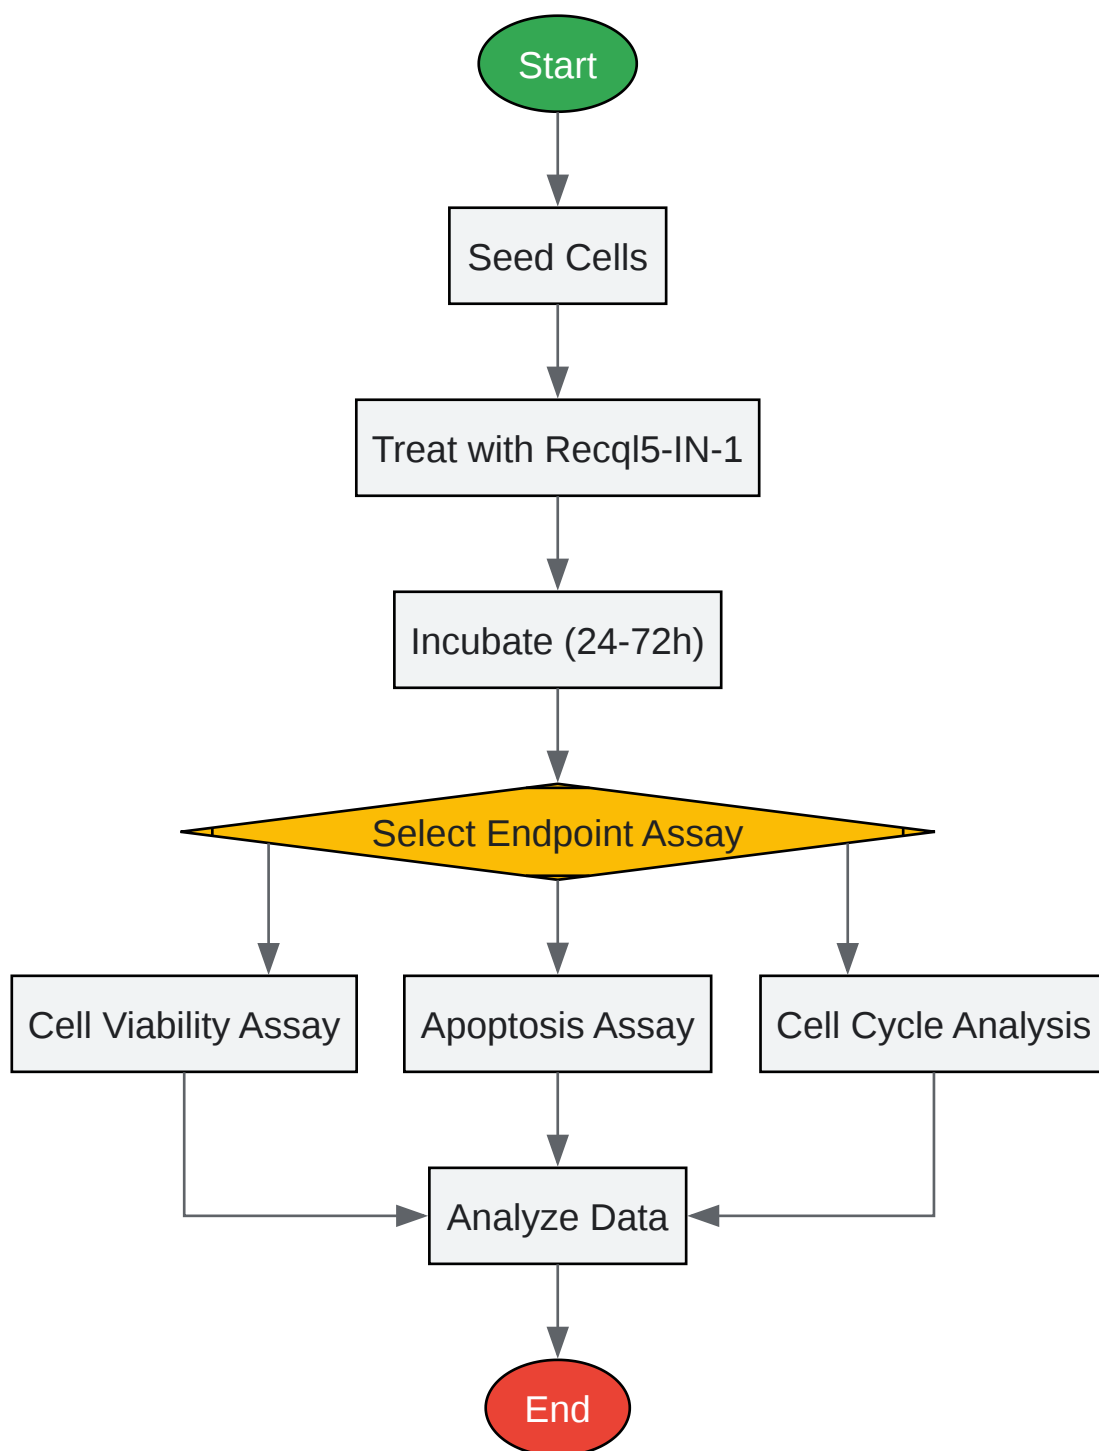 Start
Seed Cells
Treat with Recql5-IN-1
Incubate (24-72h)
Select Endpoint Assay
Cell Viability Assay
Apoptosis Assay
Cell Cycle Analysis
Analyze Data
End